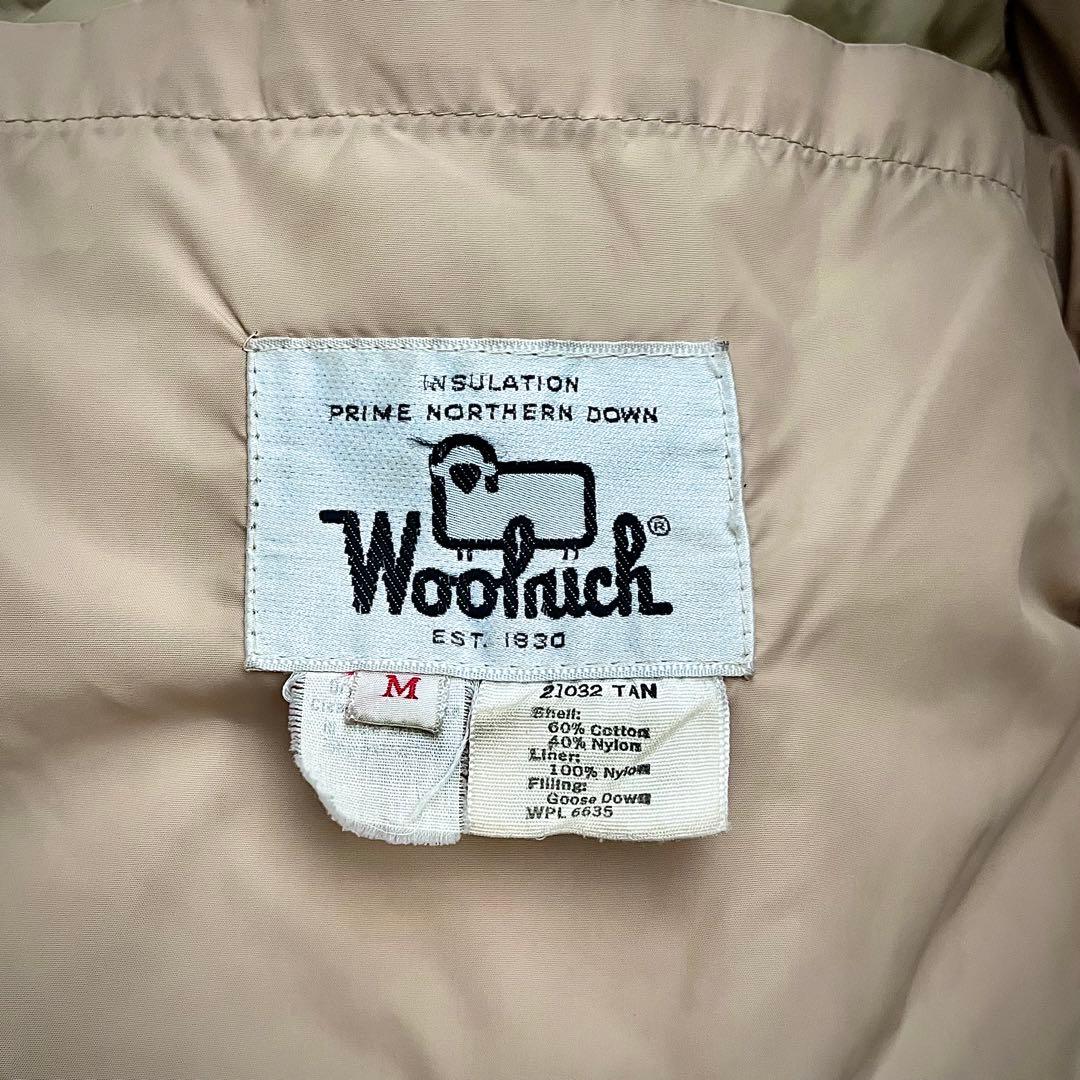 INSULATION
PRIME NORTHERN DOWN
Woolrich®
EST. 1830
M
21032 TAN
Shell:
60% Cotton
40% Nylon
Liner:
100% Nylon
Filling:
Goose Down
WPL 6635